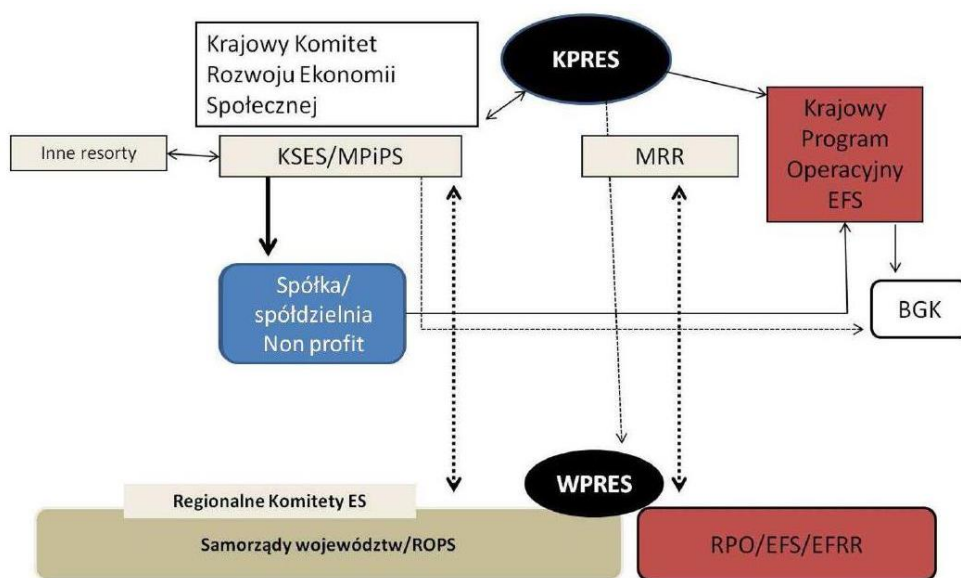 Krajowy Komitet
Rozwoju Ekonomii
Społecznej
KPRES
Krajowy
Program
Operacyjny
EFS
Inne resorty
KSES/MPiPS
MRR
Spółka/
spółdzielnia
Non profit
BGK
WPRES
Regionalne Komitety ES
Samorządy województw/ROPS
RPO/EFS/EFRR